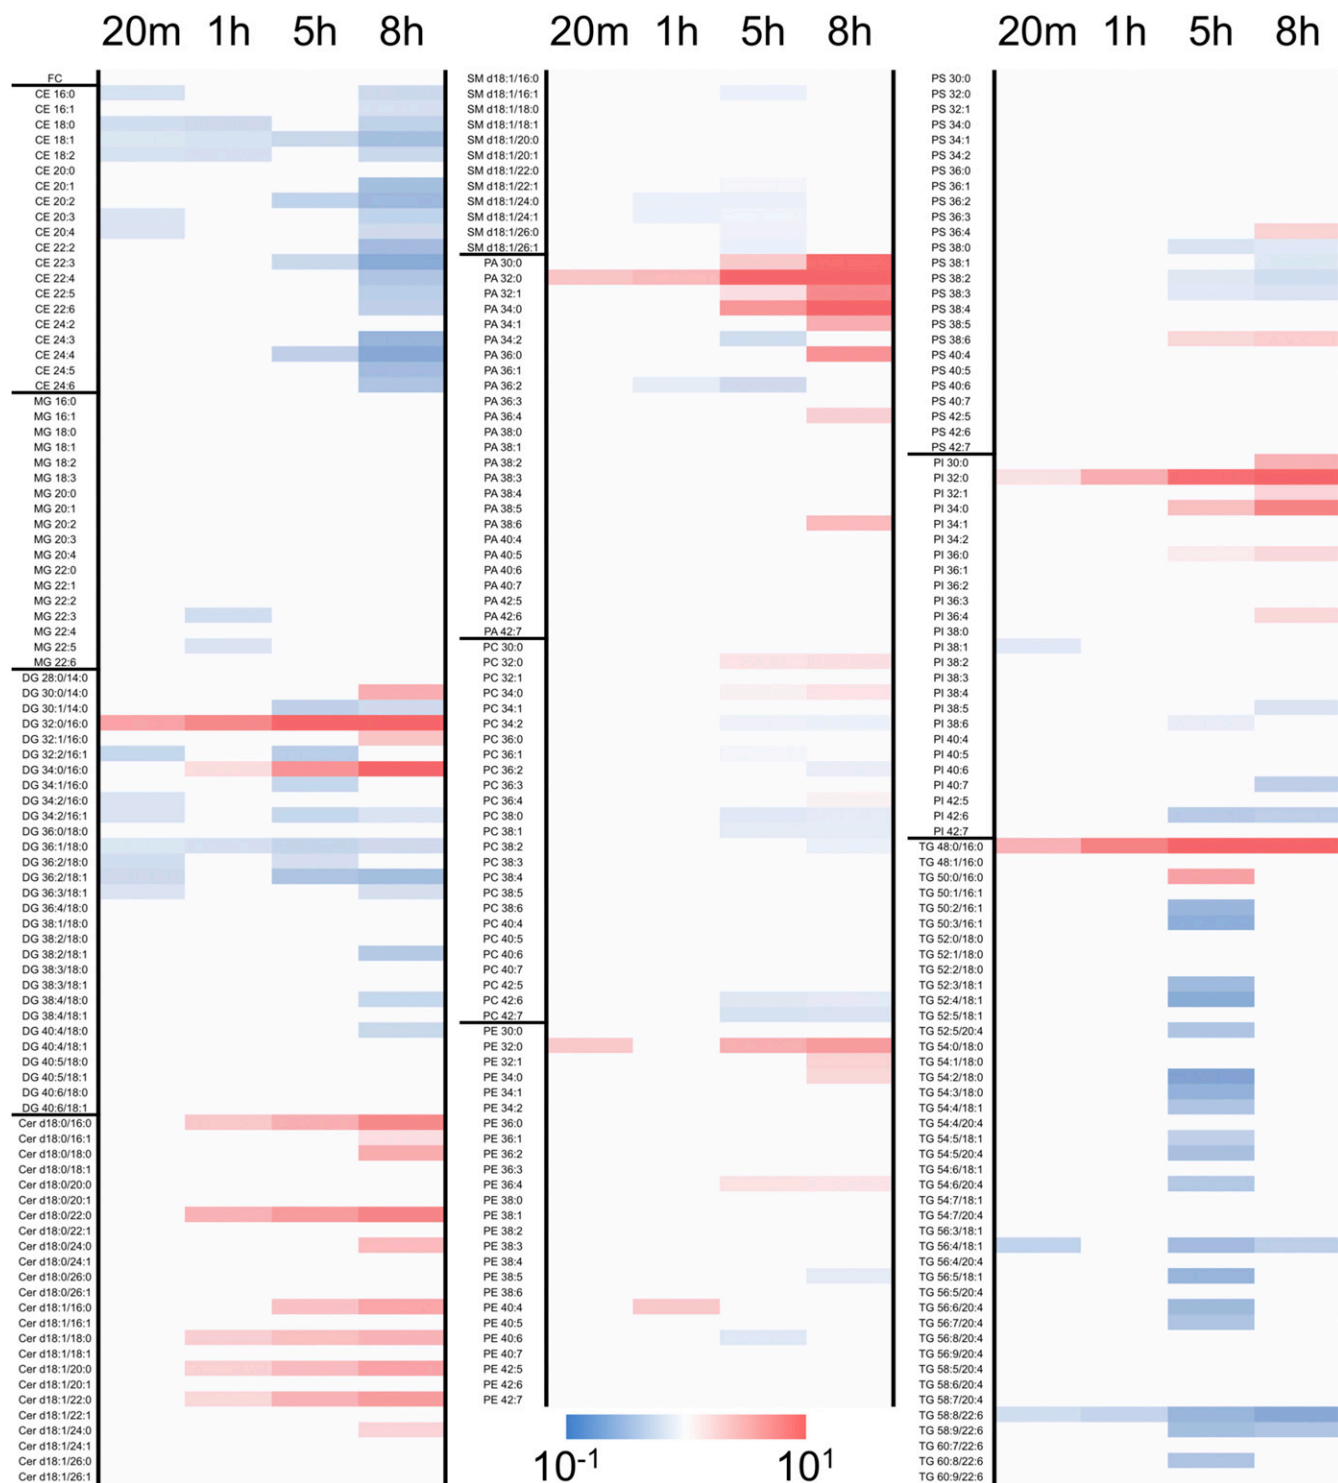 20m 1h 5h 8h
FC
CE 16:0
CE 16:1
CE 18:0
CE 18:1
CE 18:2
CE 20:0
CE 20:1
CE 20:2
CE 20:3
CE 20:4
CE 22:2
CE 22:3
CE 22:4
CE 22:5
CE 22:6
CE 24:2
CE 24:3
CE 24:4
CE 24:5
CE 24:6
MG 16:0
MG 16:1
MG 18:0
MG 18:1
MG 18:2
MG 18:3
MG 20:0
MG 20:1
MG 20:2
MG 20:3
MG 20:4
MG 22:0
MG 22:1
MG 22:2
MG 22:3
MG 22:4
MG 22:5
MG 22:6
DG 28:0/14:0
DG 30:0/14:0
DG 30:1/14:0
DG 32:0/16:0
DG 32:1/16:0
DG 32:2/16:1
DG 34:0/16:0
DG 34:1/16:0
DG 34:2/16:0
DG 34:2/16:1
DG 36:0/18:0
DG 36:1/18:0
DG 36:2/18:0
DG 36:2/18:1
DG 36:3/18:1
DG 36:4/18:0
DG 38:1/18:0
DG 38:2/18:0
DG 38:2/18:1
DG 38:3/18:0
DG 38:3/18:1
DG 38:4/18:0
DG 38:4/18:1
DG 40:4/18:0
DG 40:4/18:1
DG 40:5/18:0
DG 40:5/18:1
DG 40:6/18:0
DG 40:6/18:1
Cer d18:0/16:0
Cer d18:0/16:1
Cer d18:0/18:0
Cer d18:0/18:1
Cer d18:0/20:0
Cer d18:0/20:1
Cer d18:0/22:0
Cer d18:0/22:1
Cer d18:0/24:0
Cer d18:0/24:1
Cer d18:0/26:0
Cer d18:0/26:1
Cer d18:1/16:0
Cer d18:1/16:1
Cer d18:1/18:0
Cer d18:1/18:1
Cer d18:1/20:0
Cer d18:1/20:1
Cer d18:1/22:0
Cer d18:1/22:1
Cer d18:1/24:0
Cer d18:1/24:1
Cer d18:1/26:0
Cer d18:1/26:1
20m 1h 5h 8h
SM d18:1/16:0
SM d18:1/16:1
SM d18:1/18:0
SM d18:1/18:1
SM d18:1/20:0
SM d18:1/20:1
SM d18:1/22:0
SM d18:1/22:1
SM d18:1/24:0
SM d18:1/24:1
SM d18:1/26:0
SM d18:1/26:1
PA 30:0
PA 32:0
PA 32:1
PA 34:0
PA 34:1
PA 34:2
PA 36:0
PA 36:1
PA 36:2
PA 36:3
PA 36:4
PA 38:0
PA 38:1
PA 38:2
PA 38:3
PA 38:4
PA 38:5
PA 38:6
PA 40:4
PA 40:5
PA 40:6
PA 40:7
PA 42:5
PA 42:6
PA 42:7
PC 30:0
PC 32:0
PC 32:1
PC 34:0
PC 34:1
PC 34:2
PC 36:0
PC 36:1
PC 36:2
PC 36:3
PC 36:4
PC 38:0
PC 38:1
PC 38:2
PC 38:3
PC 38:4
PC 38:5
PC 38:6
PC 40:4
PC 40:5
PC 40:6
PC 40:7
PC 42:5
PC 42:6
PC 42:7
PE 30:0
PE 32:0
PE 32:1
PE 34:0
PE 34:1
PE 34:2
PE 36:0
PE 36:1
PE 36:2
PE 36:3
PE 36:4
PE 38:0
PE 38:1
PE 38:2
PE 38:3
PE 38:4
PE 38:5
PE 38:6
PE 40:4
PE 40:5
PE 40:6
PE 40:7
PE 42:5
PE 42:6
PE 42:7
10⁻¹ 10¹
20m 1h 5h 8h
PS 30:0
PS 32:0
PS 32:1
PS 34:0
PS 34:1
PS 34:2
PS 36:0
PS 36:1
PS 36:2
PS 36:3
PS 36:4
PS 38:0
PS 38:1
PS 38:2
PS 38:3
PS 38:4
PS 38:5
PS 38:6
PS 40:4
PS 40:5
PS 40:6
PS 40:7
PS 42:5
PS 42:6
PS 42:7
PI 30:0
PI 32:0
PI 32:1
PI 34:0
PI 34:1
PI 34:2
PI 36:0
PI 36:1
PI 36:2
PI 36:3
PI 36:4
PI 38:0
PI 38:1
PI 38:2
PI 38:3
PI 38:4
PI 38:5
PI 38:6
PI 40:4
PI 40:5
PI 40:6
PI 40:7
PI 42:5
PI 42:6
PI 42:7
TG 48:0/16:0
TG 48:1/16:0
TG 50:0/16:0
TG 50:1/16:1
TG 50:2/16:1
TG 50:3/16:1
TG 52:0/18:0
TG 52:1/18:0
TG 52:2/18:0
TG 52:3/18:1
TG 52:4/18:1
TG 52:5/18:1
TG 52:5/20:4
TG 54:0/18:0
TG 54:1/18:0
TG 54:2/18:0
TG 54:3/18:0
TG 54:4/18:1
TG 54:4/20:4
TG 54:5/18:1
TG 54:5/20:4
TG 54:6/18:1
TG 54:6/20:4
TG 54:7/18:1
TG 54:7/20:4
TG 56:3/18:1
TG 56:4/18:1
TG 56:4/20:4
TG 56:5/18:1
TG 56:5/20:4
TG 56:6/20:4
TG 56:7/20:4
TG 56:8/20:4
TG 56:9/20:4
TG 58:5/20:4
TG 58:6/20:4
TG 58:7/20:4
TG 58:8/22:6
TG 58:9/22:6
TG 60:7/22:6
TG 60:8/22:6
TG 60:9/22:6